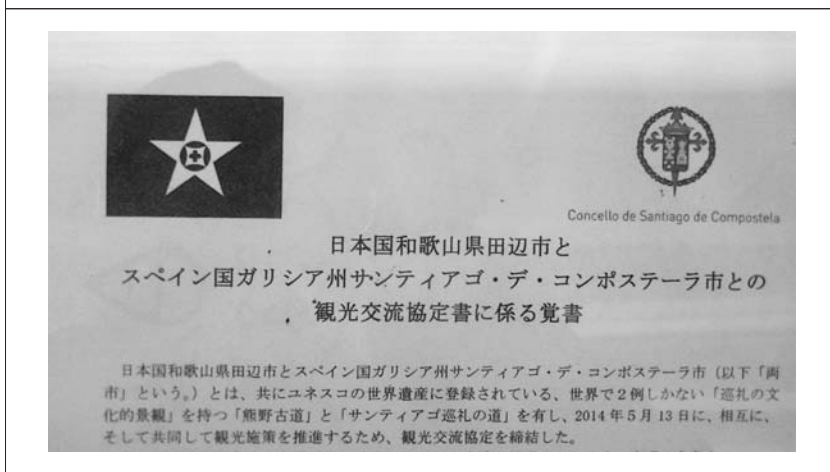 Concello de Santiago de Compostela
日本国和歌山県田辺市と
スペイン国ガリシア州サンティアゴ・デ・コンポステーラ市との
観光交流協定書に係る覚書
日本国和歌山県田辺市とスペイン国ガリシア州サンティアゴ・デ・コンポステーラ市（以下「両
市」という。）とは、共にユネスコの世界遺産に登録されている、世界で２例しかない「巡礼の文
化的景観」を持つ「熊野古道」と「サンティアゴ巡礼の道」を有し、2014年５月13日に、相互に、
そして共同して観光施策を推進するため、観光交流協定を締結した。